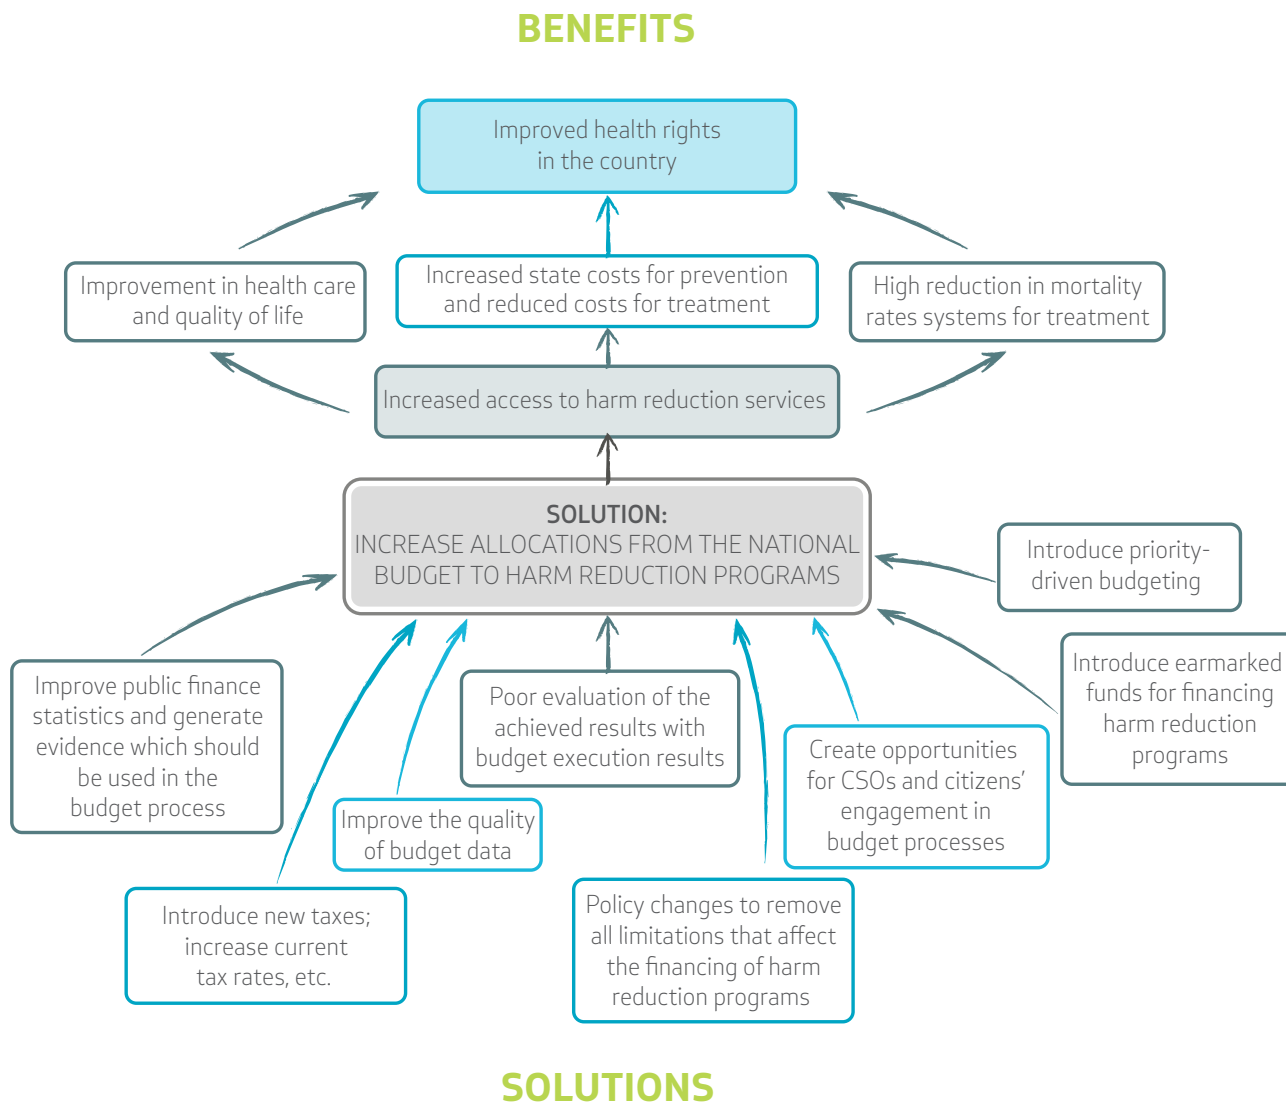 BENEFITS
Improved health rights
in the country
Improvement in health care
and quality of life
Increased state costs for prevention
and reduced costs for treatment
High reduction in mortality
rates systems for treatment
Increased access to harm reduction services
SOLUTION:
INCREASE ALLOCATIONS FROM THE NATIONAL
BUDGET TO HARM REDUCTION PROGRAMS
Introduce priority-
driven budgeting
Improve public finance
statistics and generate
evidence which should
be used in the
budget process
Poor evaluation of the
achieved results with
budget execution results
Introduce earmarked
funds for financing
harm reduction
programs
Create opportunities
for CSOs and citizens’
engagement in
budget processes
Improve the quality
of budget data
Introduce new taxes;
increase current
tax rates, etc.
Policy changes to remove
all limitations that affect
the financing of harm
reduction programs
SOLUTIONS